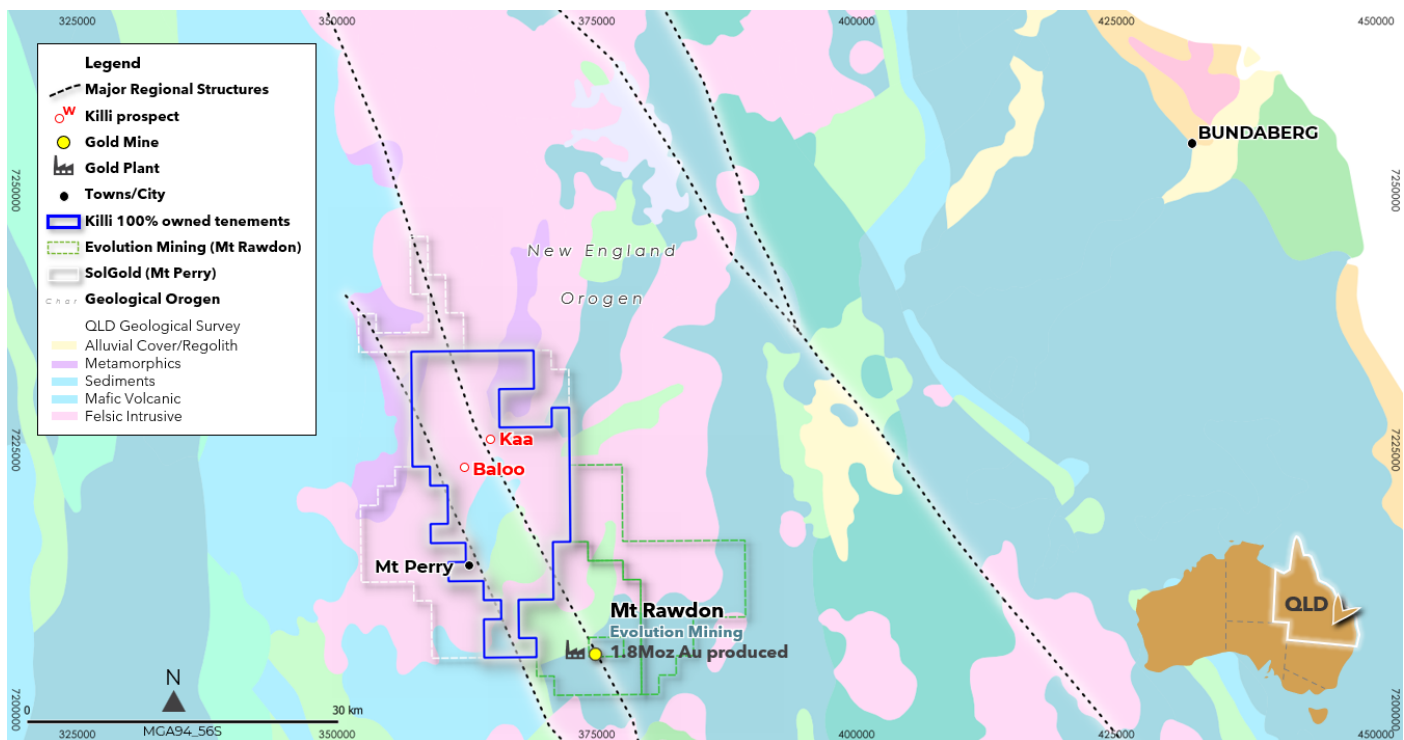 325000
350000
375000
400000
425000
450000
Legend
Major Regional Structures
W
Killi prospect
Gold Mine
Gold Plant
Towns/City
Killi 100% owned tenements
Evolution Mining (Mt Rawdon)
SolGold (Mt Perry)
Char
Geological Orogen
QLD Geological Survey
Alluvial Cover/Regolith
Metamorphics
Sediments
Mafic Volcanic
Felsic Intrusive
BUNDABERG
7250000
7250000
New England
Orogen
7225000
7225000
Kaa
Baloo
Mt Perry
Mt Rawdon
Evolution Mining
1.8Moz Au produced
QLD
N
7200000
7200000
0
30 km
MGA94_56S
325000
350000
375000
400000
425000
450000